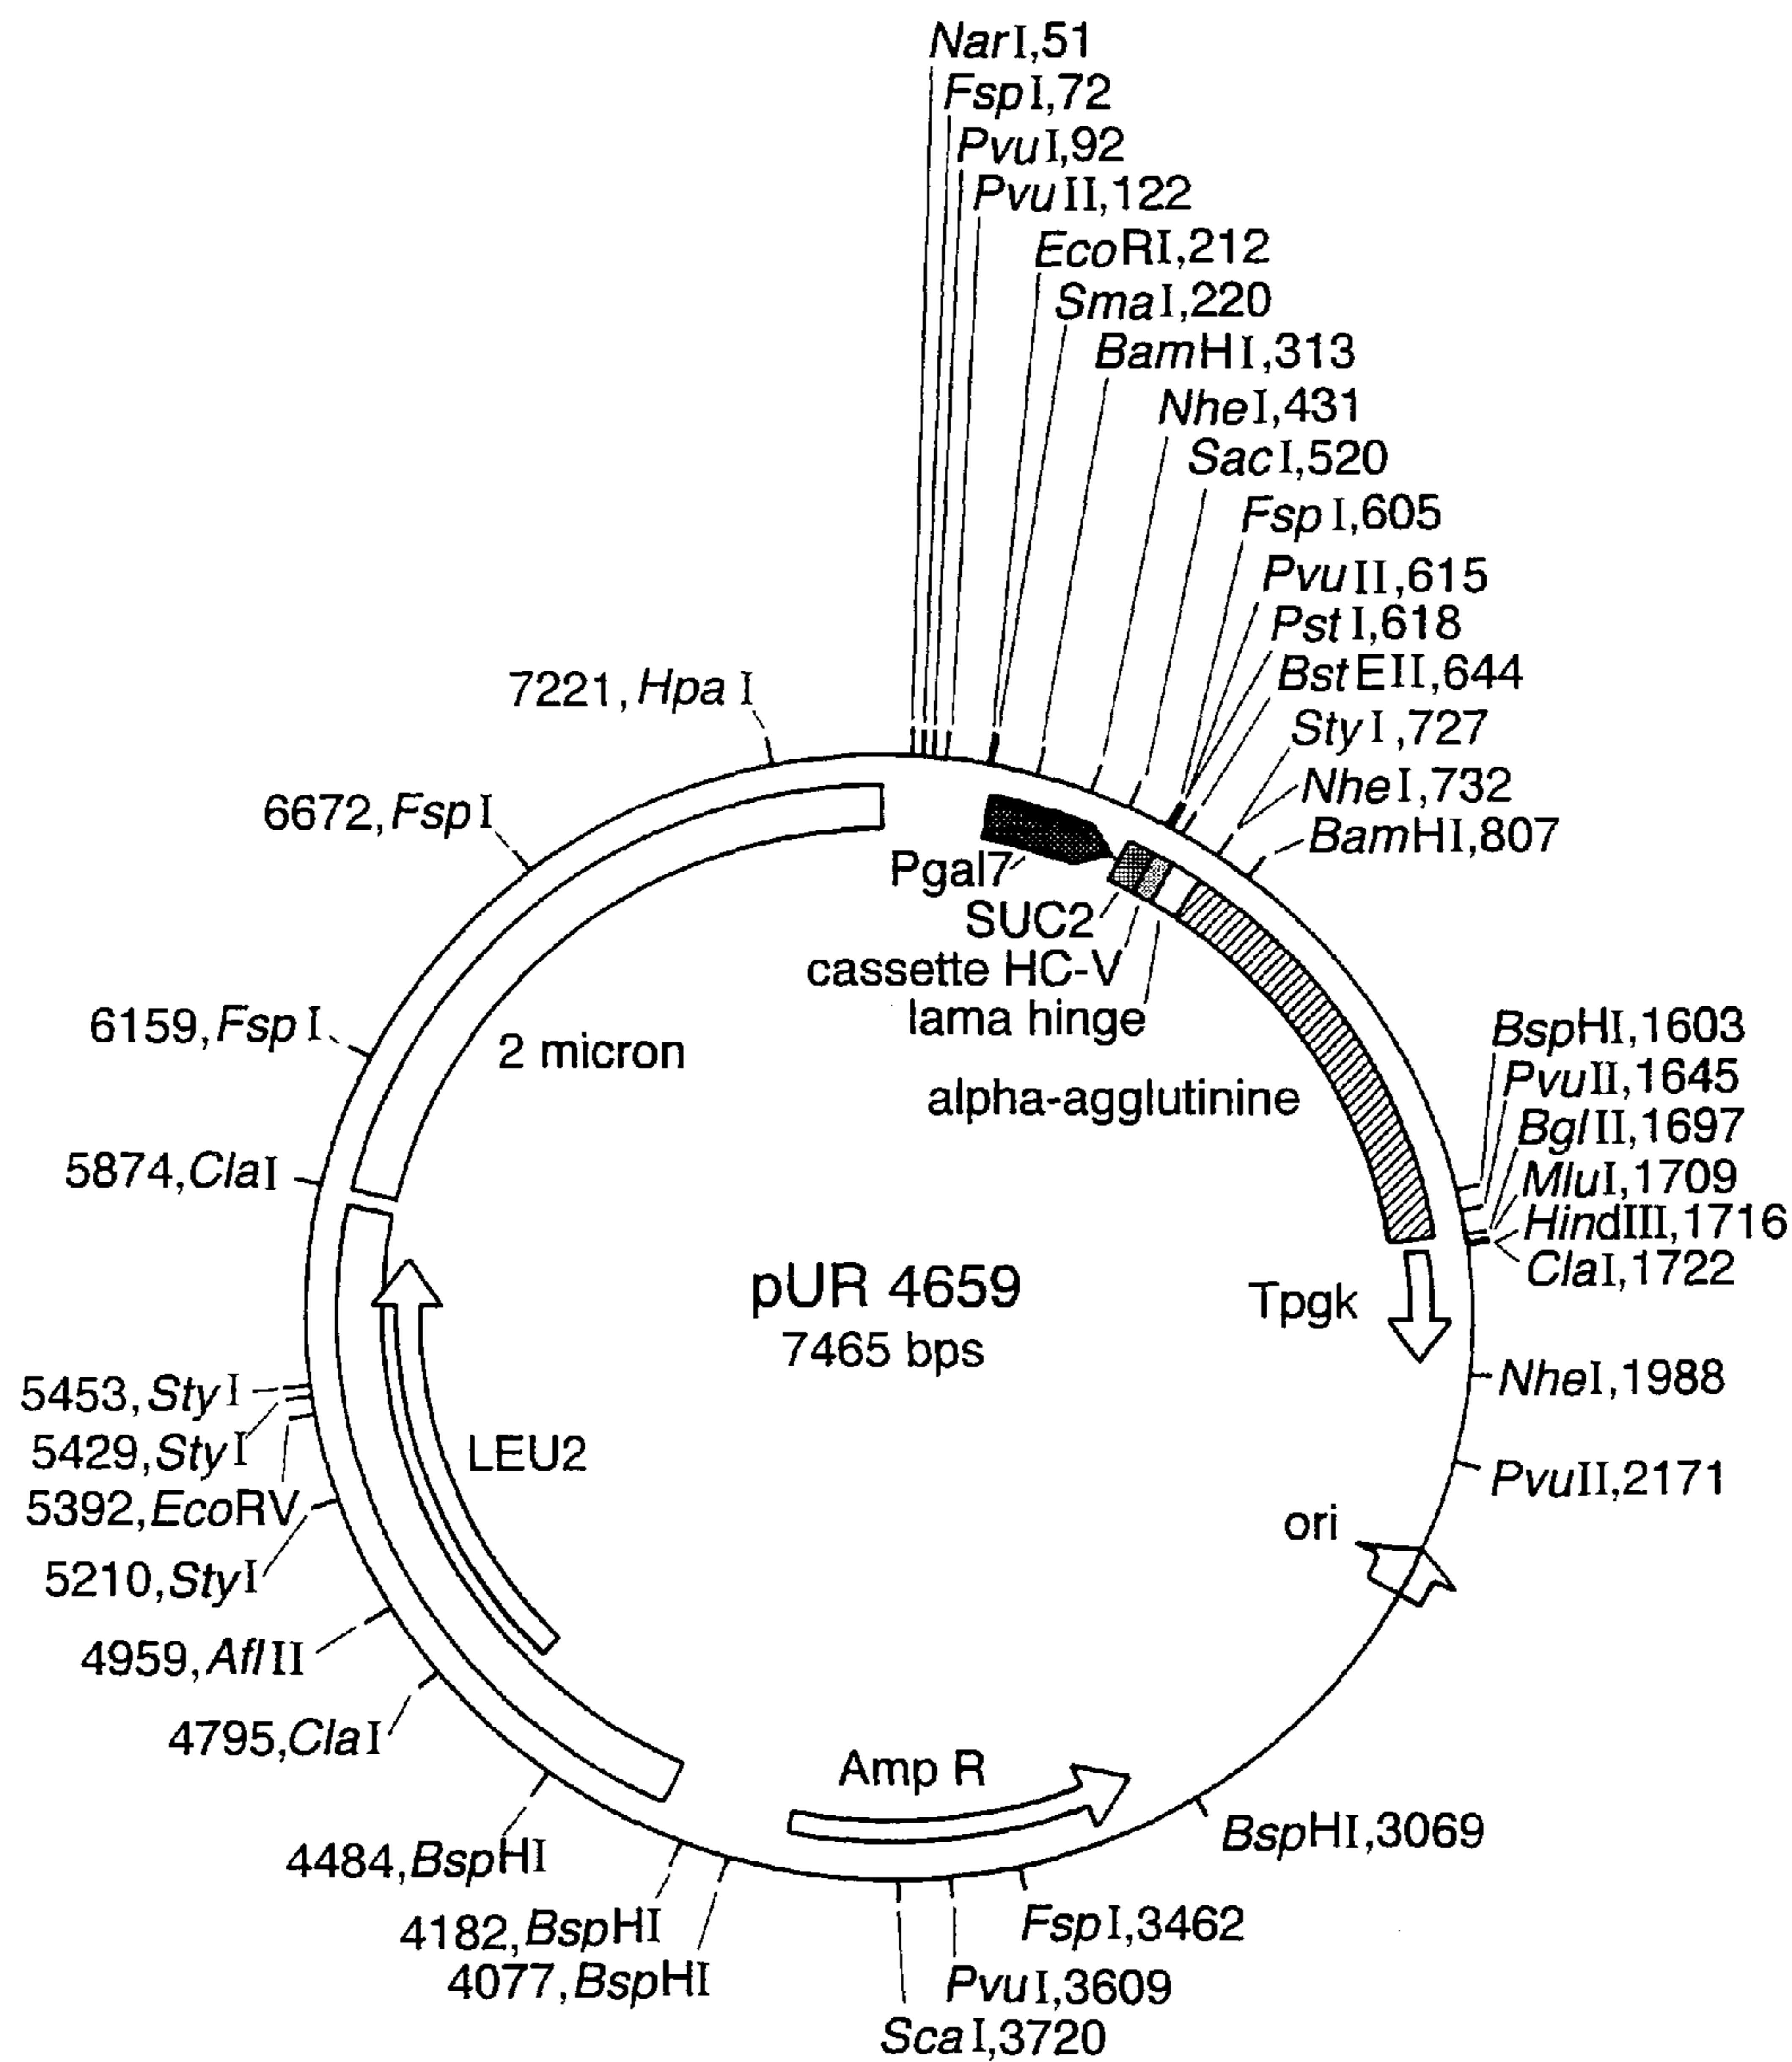 NarI,51
FspI,72
PvuI,92
PvuII,122
EcoRI,212
SmaI,220
BamHI,313
NheI,431
SacI,520
FspI,605
PvuII,615
PstI,618
BstEII,644
StyI,727
NheI,732
BamHI,807
7221,HpaI
6672,FspI
6159,FspI
5874,ClaI
Pgal7
SUC2
cassette HC-V
lama hinge
2 micron
alpha-agglutinine
BspHI,1603
PvuII,1645
BglII,1697
MluI,1709
HindIII,1716
ClaI,1722
pUR 4659
7465 bps
Tpgk
NheI,1988
PvuII,2171
ori
5453,StyI
5429,StyI
5392,EcoRV
5210,StyI
4959,AflII
4795,ClaI
LEU2
Amp R
4484,BspHI
4182,BspHI
4077,BspHI
BspHI,3069
FspI,3462
PvuI,3609
ScaI,3720